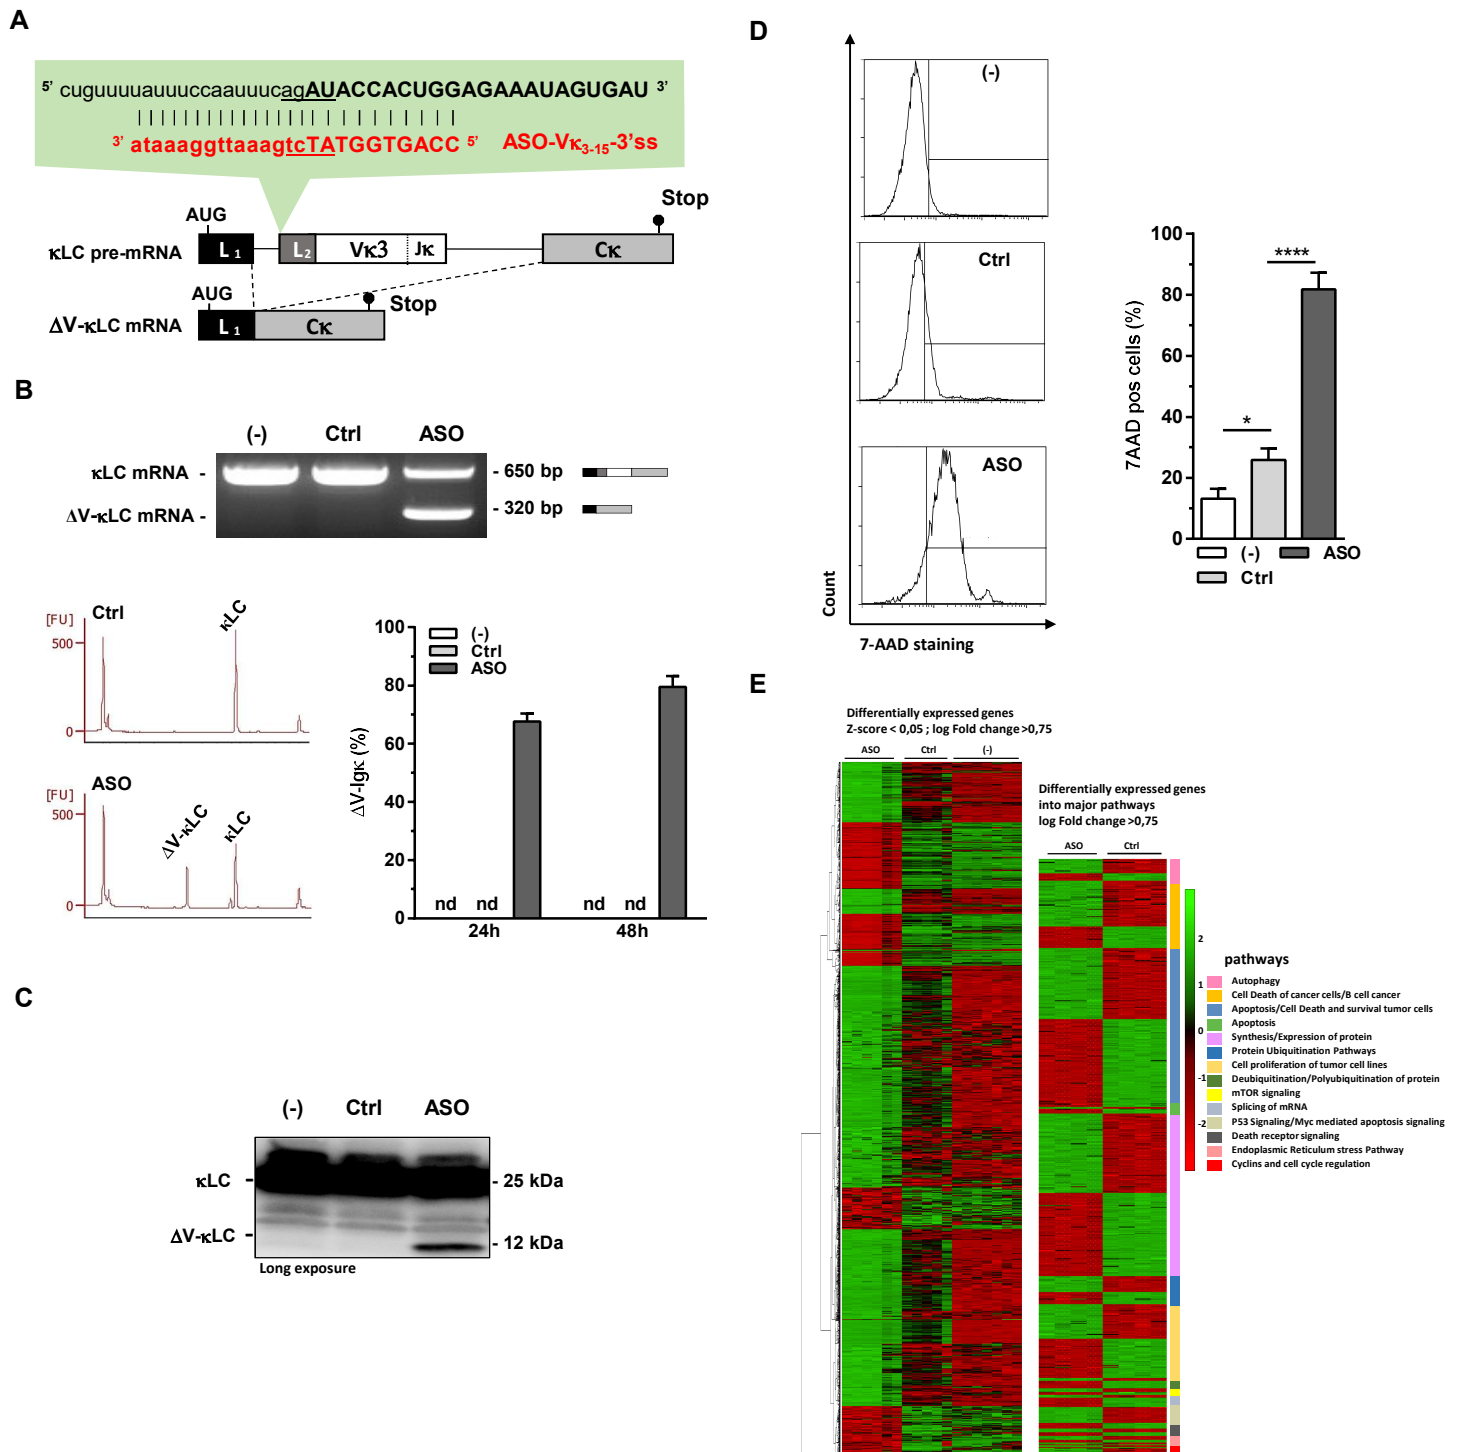 A
5' cuguuuuauuuccaauuucagAUACCACUGGAGAAAUAGUGAU 3'
3' ataaaggttaaagtcTATGGTGACC 5' ASO-Vκ3-15-3'ss
AUG
Stop
κLC pre-mRNA
L1
L2
Vκ3
Jκ
Cκ
AUG
Stop
ΔV-κLC mRNA
L1
Cκ
B
(-) Ctrl ASO
κLC mRNA -
- 650 bp
ΔV-κLC mRNA -
- 320 bp
[FU]
Ctrl
κLC
500
0
[FU]
ASO
ΔV-κLC
κLC
500
0
ΔV-Igκ (%)
100
80
60
40
20
0
(-)
Ctrl
ASO
nd nd
nd nd
24h
48h
C
(-) Ctrl ASO
κLC -
- 25 kDa
ΔV-κLC -
- 12 kDa
Long exposure
D
(-)
Ctrl
ASO
Count
7-AAD staining
7AAD pos cells (%)
100
80
60
40
20
0
*
****
(-)
ASO
Ctrl
E
Differentially expressed genes
Z-score < 0,05 ; log Fold change >0,75
ASO Ctrl (-)
Differentially expressed genes
into major pathways
log Fold change >0,75
ASO Ctrl
2
1
0
-1
-2
pathways
Autophagy
Cell Death of cancer cells/B cell cancer
Apoptosis/Cell Death and survival tumor cells
Apoptosis
Synthesis/Expression of protein
Protein Ubiquitination Pathways
Cell proliferation of tumor cell lines
Deubiquitination/Polyubiquitination of protein
mTOR signaling
Splicing of mRNA
P53 Signaling/Myc mediated apoptosis signaling
Death receptor signaling
Endoplasmic Reticulum stress Pathway
Cyclins and cell cycle regulation